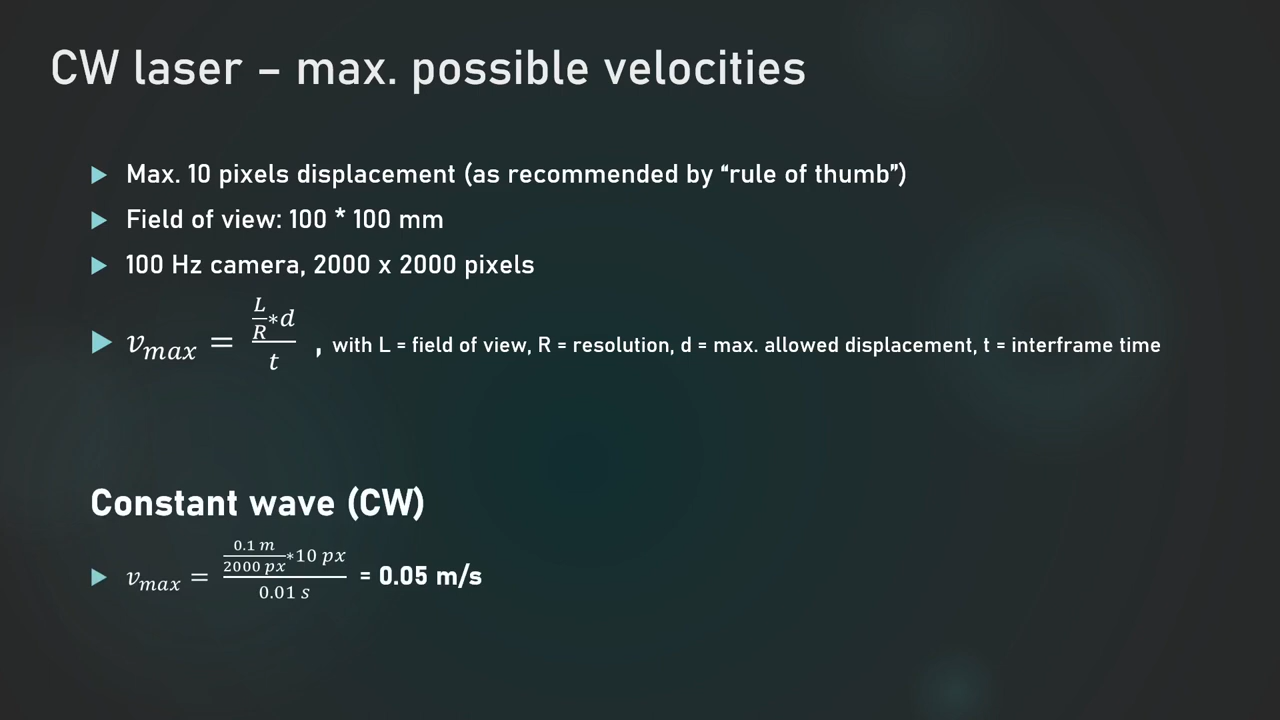 CW laser – max. possible velocities
Max. 10 pixels displacement (as recommended by “rule of thumb”)
Field of view: 100 * 100 mm
100 Hz camera, 2000 x 2000 pixels
v_max = (L/R * d) / t , with L = field of view, R = resolution, d = max. allowed displacement, t = interframe time
Constant wave (CW)
v_max = (0.1 m / 2000 px * 10 px) / 0.01 s = 0.05 m/s